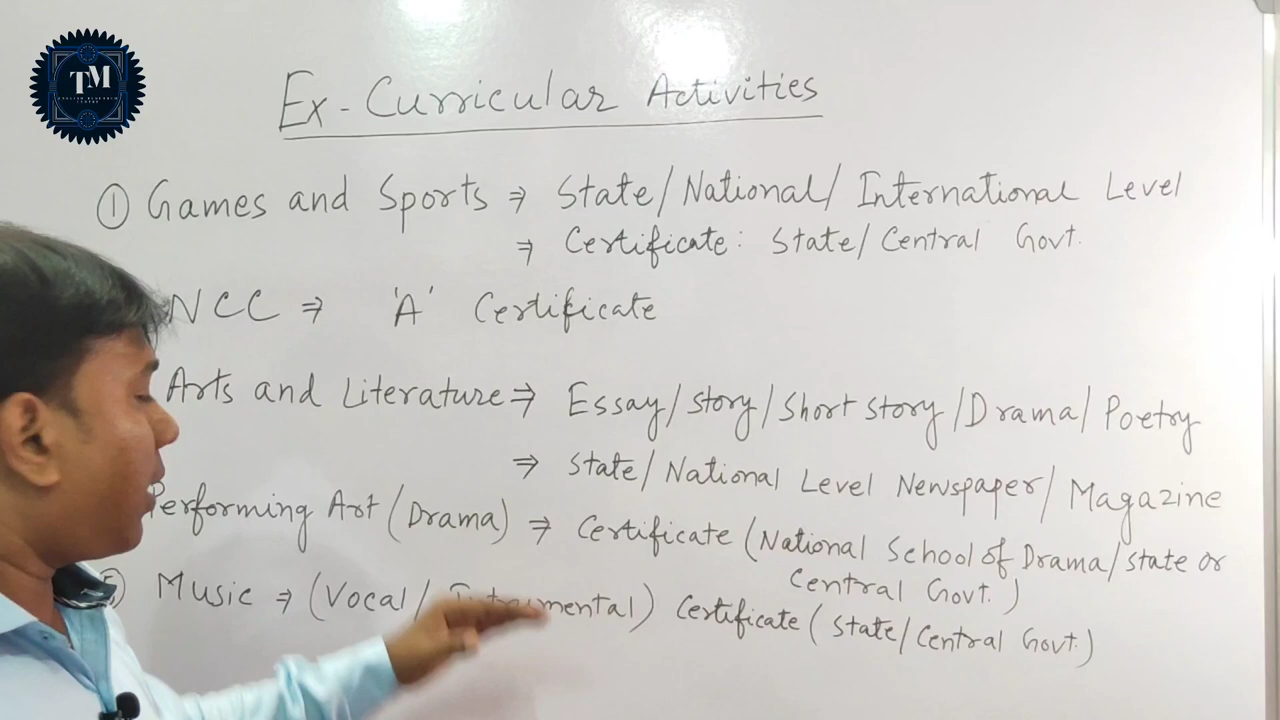 TM
Ex-Curricular Activities
① Games and Sports ⇒ State/National/International Level
⇒ Certificate: State/Central Govt.
NCC ⇒ 'A' Certificate
Arts and Literature ⇒ Essay/story/short story/Drama/Poetry
⇒ State/National Level Newspaper/Magazine
Performing Art (Drama) ⇒ Certificate (National School of Drama/state or
Central Govt.)
Music ⇒ (Vocal/ Certificate (State/Central Govt.)